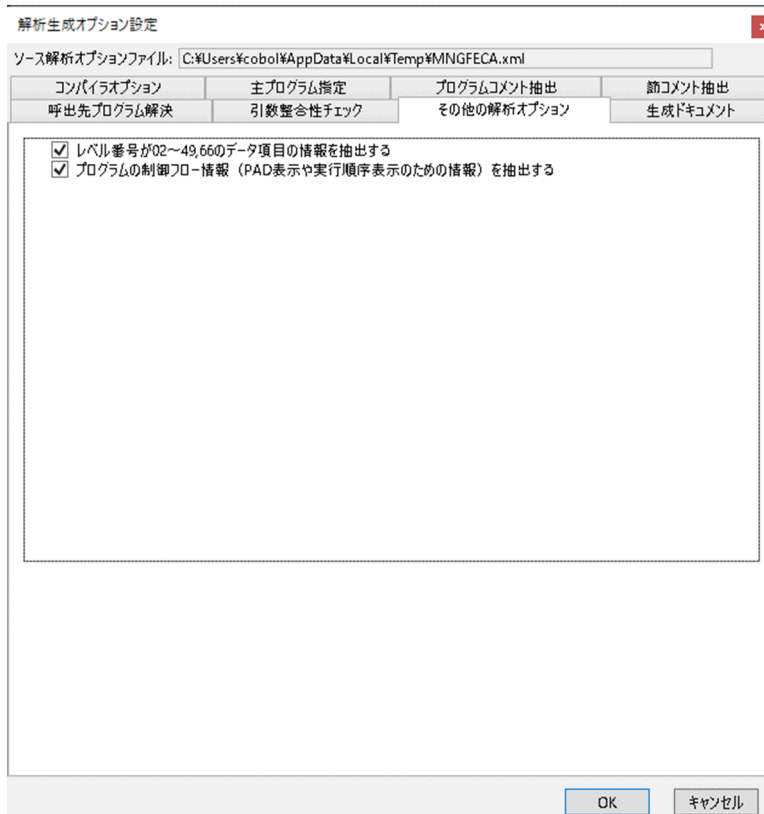 解析生成オプション設定
ソース解析オプションファイル: C:¥Users¥cobol¥AppData¥Local¥Temp¥MNGFECA.xml
コンパイラオプション 主プログラム指定 プログラムコメント抽出 節コメント抽出
呼出先プログラム解決 引数整合性チェック その他の解析オプション 生成ドキュメント
レベル番号が02～49,66のデータ項目の情報を抽出する
プログラムの制御フロー情報（PAD表示や実行順序表示のための情報）を抽出する
OK キャンセル